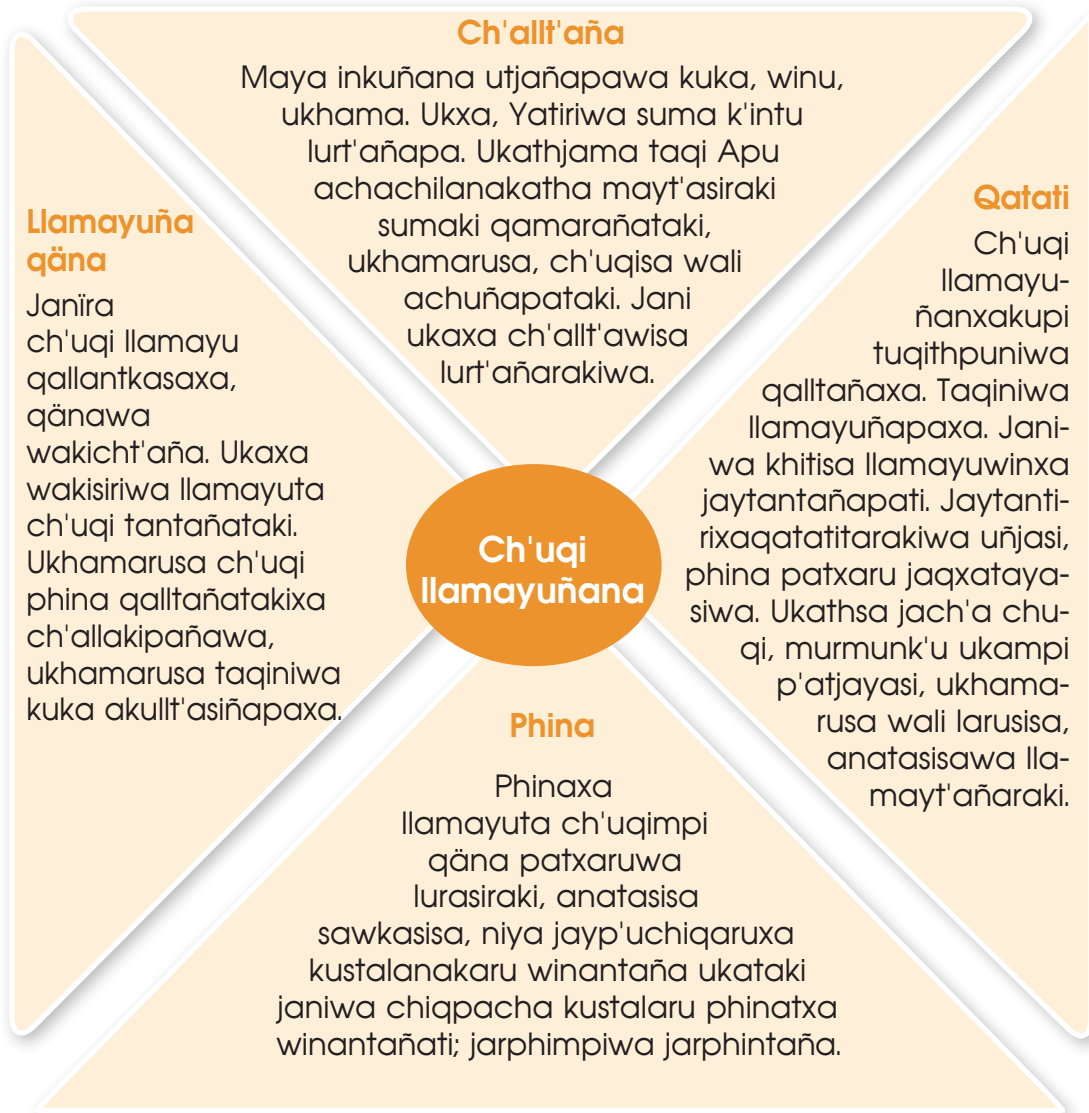 Ch'allt'aña
Maya inkuñana utjañapawa kuka, winu,
ukhama. Ukxa, Yatiriwa suma k'intu
lurt'añapa. Ukathjama taqi Apu
achachilanakatha mayt'asiraki
sumaki qamarañataki,
ukhamarusa, ch'uqisa wali
achuñapataki. Jani
ukaxa ch'allt'awisa
lurt'añarakiwa.
Llamayuña
qäna
Janïra
ch'uqi llamayu
qallantkasaxa,
qänawa
wakicht'aña. Ukaxa
wakisiriwa llamayuta
ch'uqi tantañataki.
Ukhamarusa ch'uqi
phina qalltañatakixa
ch'allakipañawa,
ukhamarusa taqiniwa
kuka akullt'asiñapaxa.
Ch'uqi
llamayuñana
Qatati
Ch'uqi
llamayu-
ñanxakupi
tuqithpuniwa
qalltañaxa. Taqiniwa
llamayuñapaxa. Jani-
wa khitisa llamayuwinxa
jaytantañapati. Jaytanti-
rixaqatatitarakiwa uñjasi,
phina patxaru jaqxataya-
siwa. Ukathsa jach'a chu-
qi, murmunk'u ukampi
p'atjayasi, ukhama-
rusa wali larusisa,
anatasisawa lla-
mayt'añaraki.
Phina
Phinaxa
llamayuta ch'uqimpi
qäna patxaruwa
lurasiraki, anatasisa
sawkasisa, niya jayp'uchiqaruxa
kustalanakaru winantaña ukataki
janiwa chiqpacha kustalaru phinatxa
winantañati; jarphimpiwa jarphintaña.